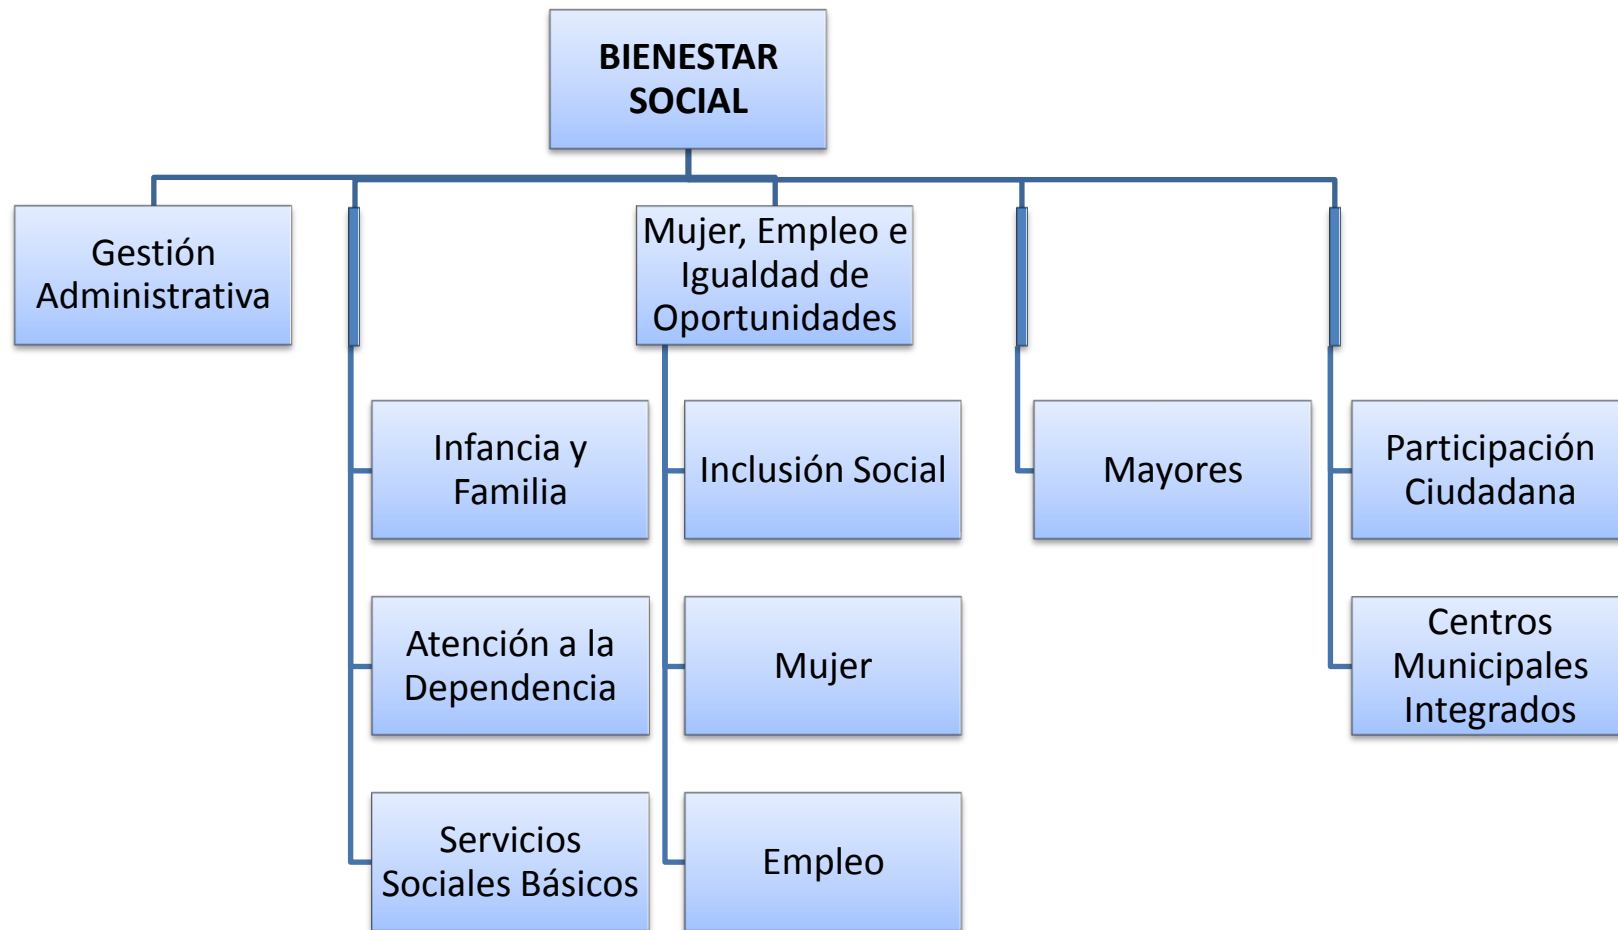 BIENESTAR
SOCIAL
Gestión
Administrativa
Mujer, Empleo e
Igualdad de
Oportunidades
Infancia y
Familia
Inclusión Social
Mayores
Participación
Ciudadana
Atención a la
Dependencia
Mujer
Centros
Municipales
Integrados
Servicios
Sociales Básicos
Empleo